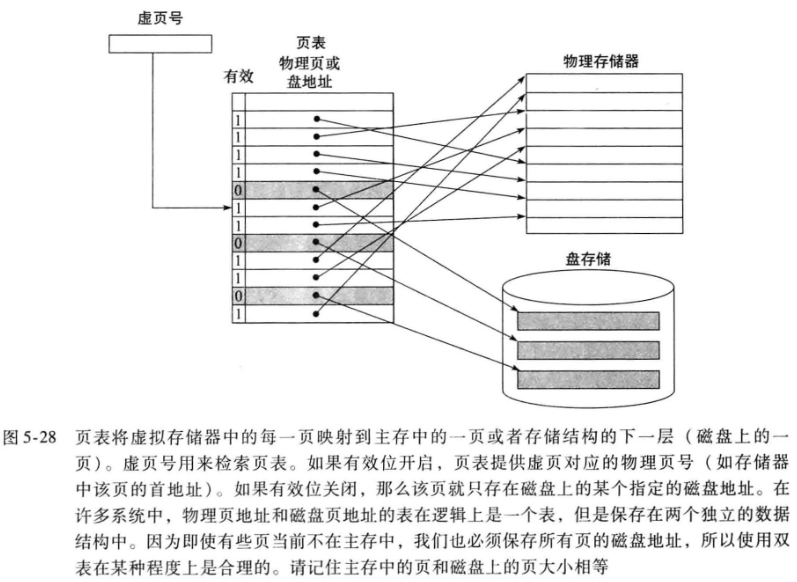 虚页号
页表
物理页或
盘地址
有效
物理存储器
1
1
1
1
0
1
1
0
1
1
0
1
盘存储
图5-28 页表将虚拟存储器中的每一页映射到主存中的一页或者存储结构的下一层（磁盘上的一
页）。虚页号用来检索页表。如果有效位开启，页表提供虚页对应的物理页号（如存储器
中该页的首地址）。如果有效位关闭，那么该页就只存在磁盘上的某个指定的磁盘地址。在
许多系统中，物理页地址和磁盘页地址的表在逻辑上是一个表，但是保存在两个独立的数据
结构中。因为即使有些页当前不在主存中，我们也必须保存所有页的磁盘地址，所以使用双
表在某种程度上是合理的。请记住主存中的页和磁盘上的页大小相等